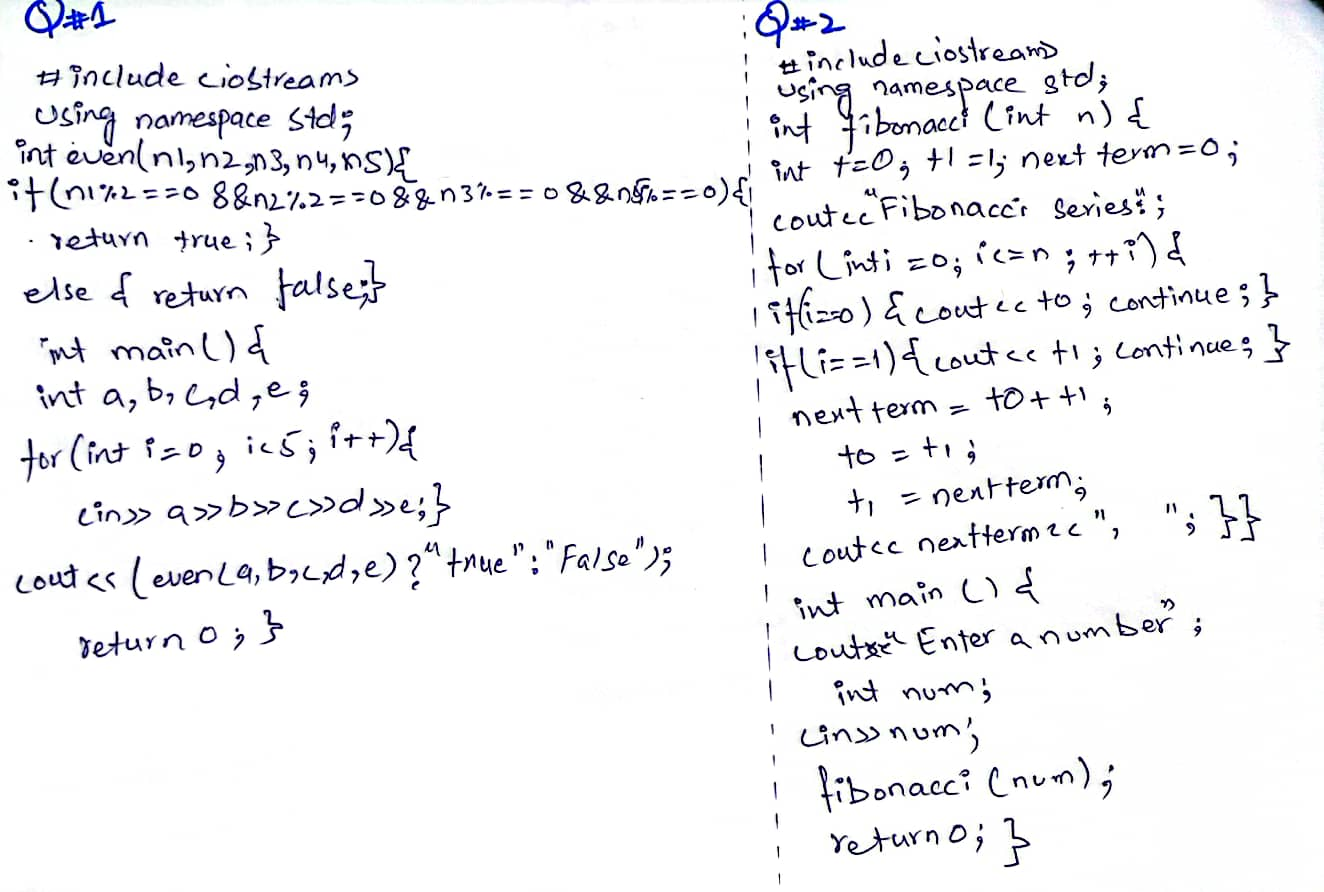 Q#1
#include <iostream>
using namespace std;
int even(n1,n2,n3,n4,n5){
if(n1%2==0 &&n2%2==0&&n3%==0&&n5%==0){
return true;}
else { return false;}
int main(){
int a,b,c,d,e;
for(int i=0; i<5; i++){
cin>> a>>b>>c>>d>>e;}
cout<< (even(a,b,c,d,e)?"true":"False");
return 0;}
Q#2
#include<iostream>
using namespace std;
int fibonacci (int n) {
int t=0; t1=1; next term=0;
cout<<"Fibonacci Series:";
for(int i=0; i<=n; ++i) {
if(i==0) {cout<< t0; continue;}
if(i==1){cout<< t1; continue;}
next term = t0+t1;
t0 = t1;
t1 = nextterm;
cout<< nextterm<<", ";}}
int main () {
cout<<"Enter a number";
int num;
cin>>num;
fibonacci (num);
return 0; }